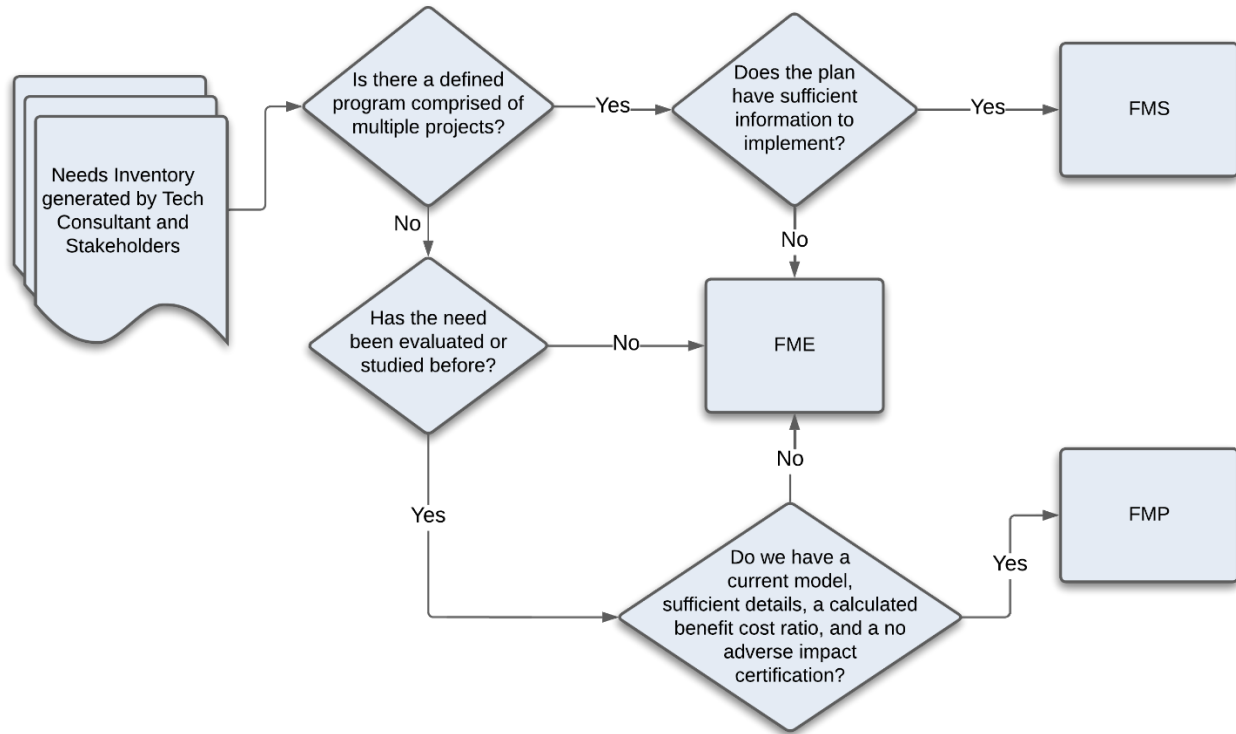 Needs Inventory
generated by Tech
Consultant and
Stakeholders
Is there a defined
program comprised of
multiple projects?
Yes
Does the plan
have sufficient
information to
implement?
Yes
FMS
No
No
Has the need
been evaluated or
studied before?
No
FME
Yes
No
Do we have a
current model,
sufficient details, a calculated
benefit cost ratio, and a no
adverse impact
certification?
Yes
FMP